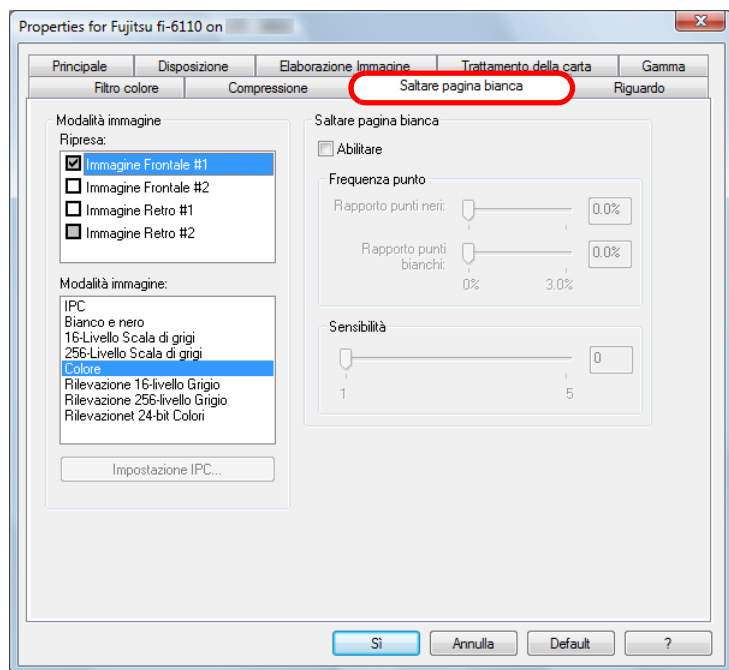 Properties for Fujitsu fi-6110 on
Principale Disposizione Elaborazione Immagine Trattamento della carta Gamma
Filtro colore Compressione Saltare pagina bianca Riguardo
Modalità immagine
Ripresa:
Immagine Frontale #1
Immagine Frontale #2
Immagine Retro #1
Immagine Retro #2
Modalità immagine:
IPC
Bianco e nero
16-Livello Scala di grigi
256-Livello Scala di grigi
Colore
Rilevazione 16-livello Grigio
Rilevazione 256-livello Grigio
Rilevazionet 24-bit Colori
Impostazione IPC...
Saltare pagina bianca
Abilitare
Frequenza punto
Rapporto punti neri: 0.0%
Rapporto punti
bianchi: 0.0%
0% 3.0%
Sensibilità
0
1 5
Sì Annulla Default ?